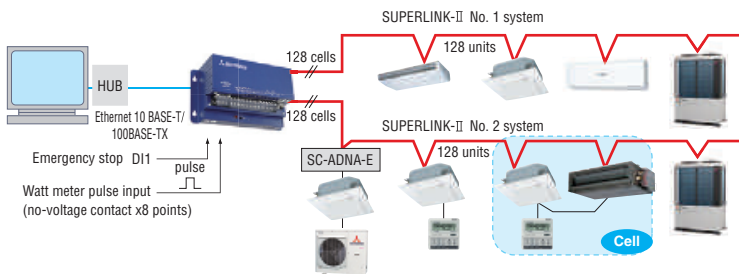 SUPERLINK-Ⅱ No. 1 system
128 cells
128 units
HUB
Ethernet 10 BASE-T/
100BASE-TX
128 cells
SUPERLINK-Ⅱ No. 2 system
128 units
Emergency stop DI1
pulse
SC-ADNA-E
Watt meter pulse input
(no-voltage contact x8 points)
Cell